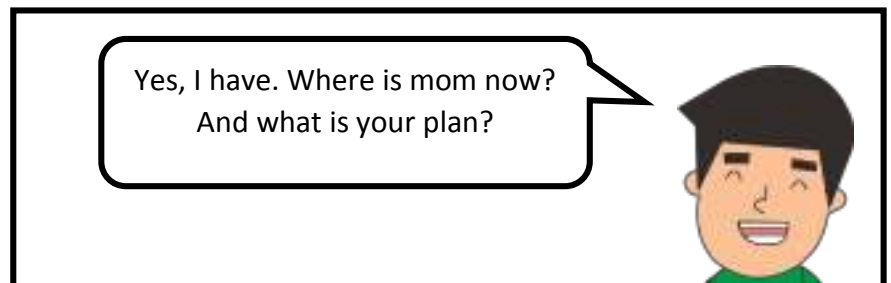 Yes, I have. Where is mom now?
And what is your plan?